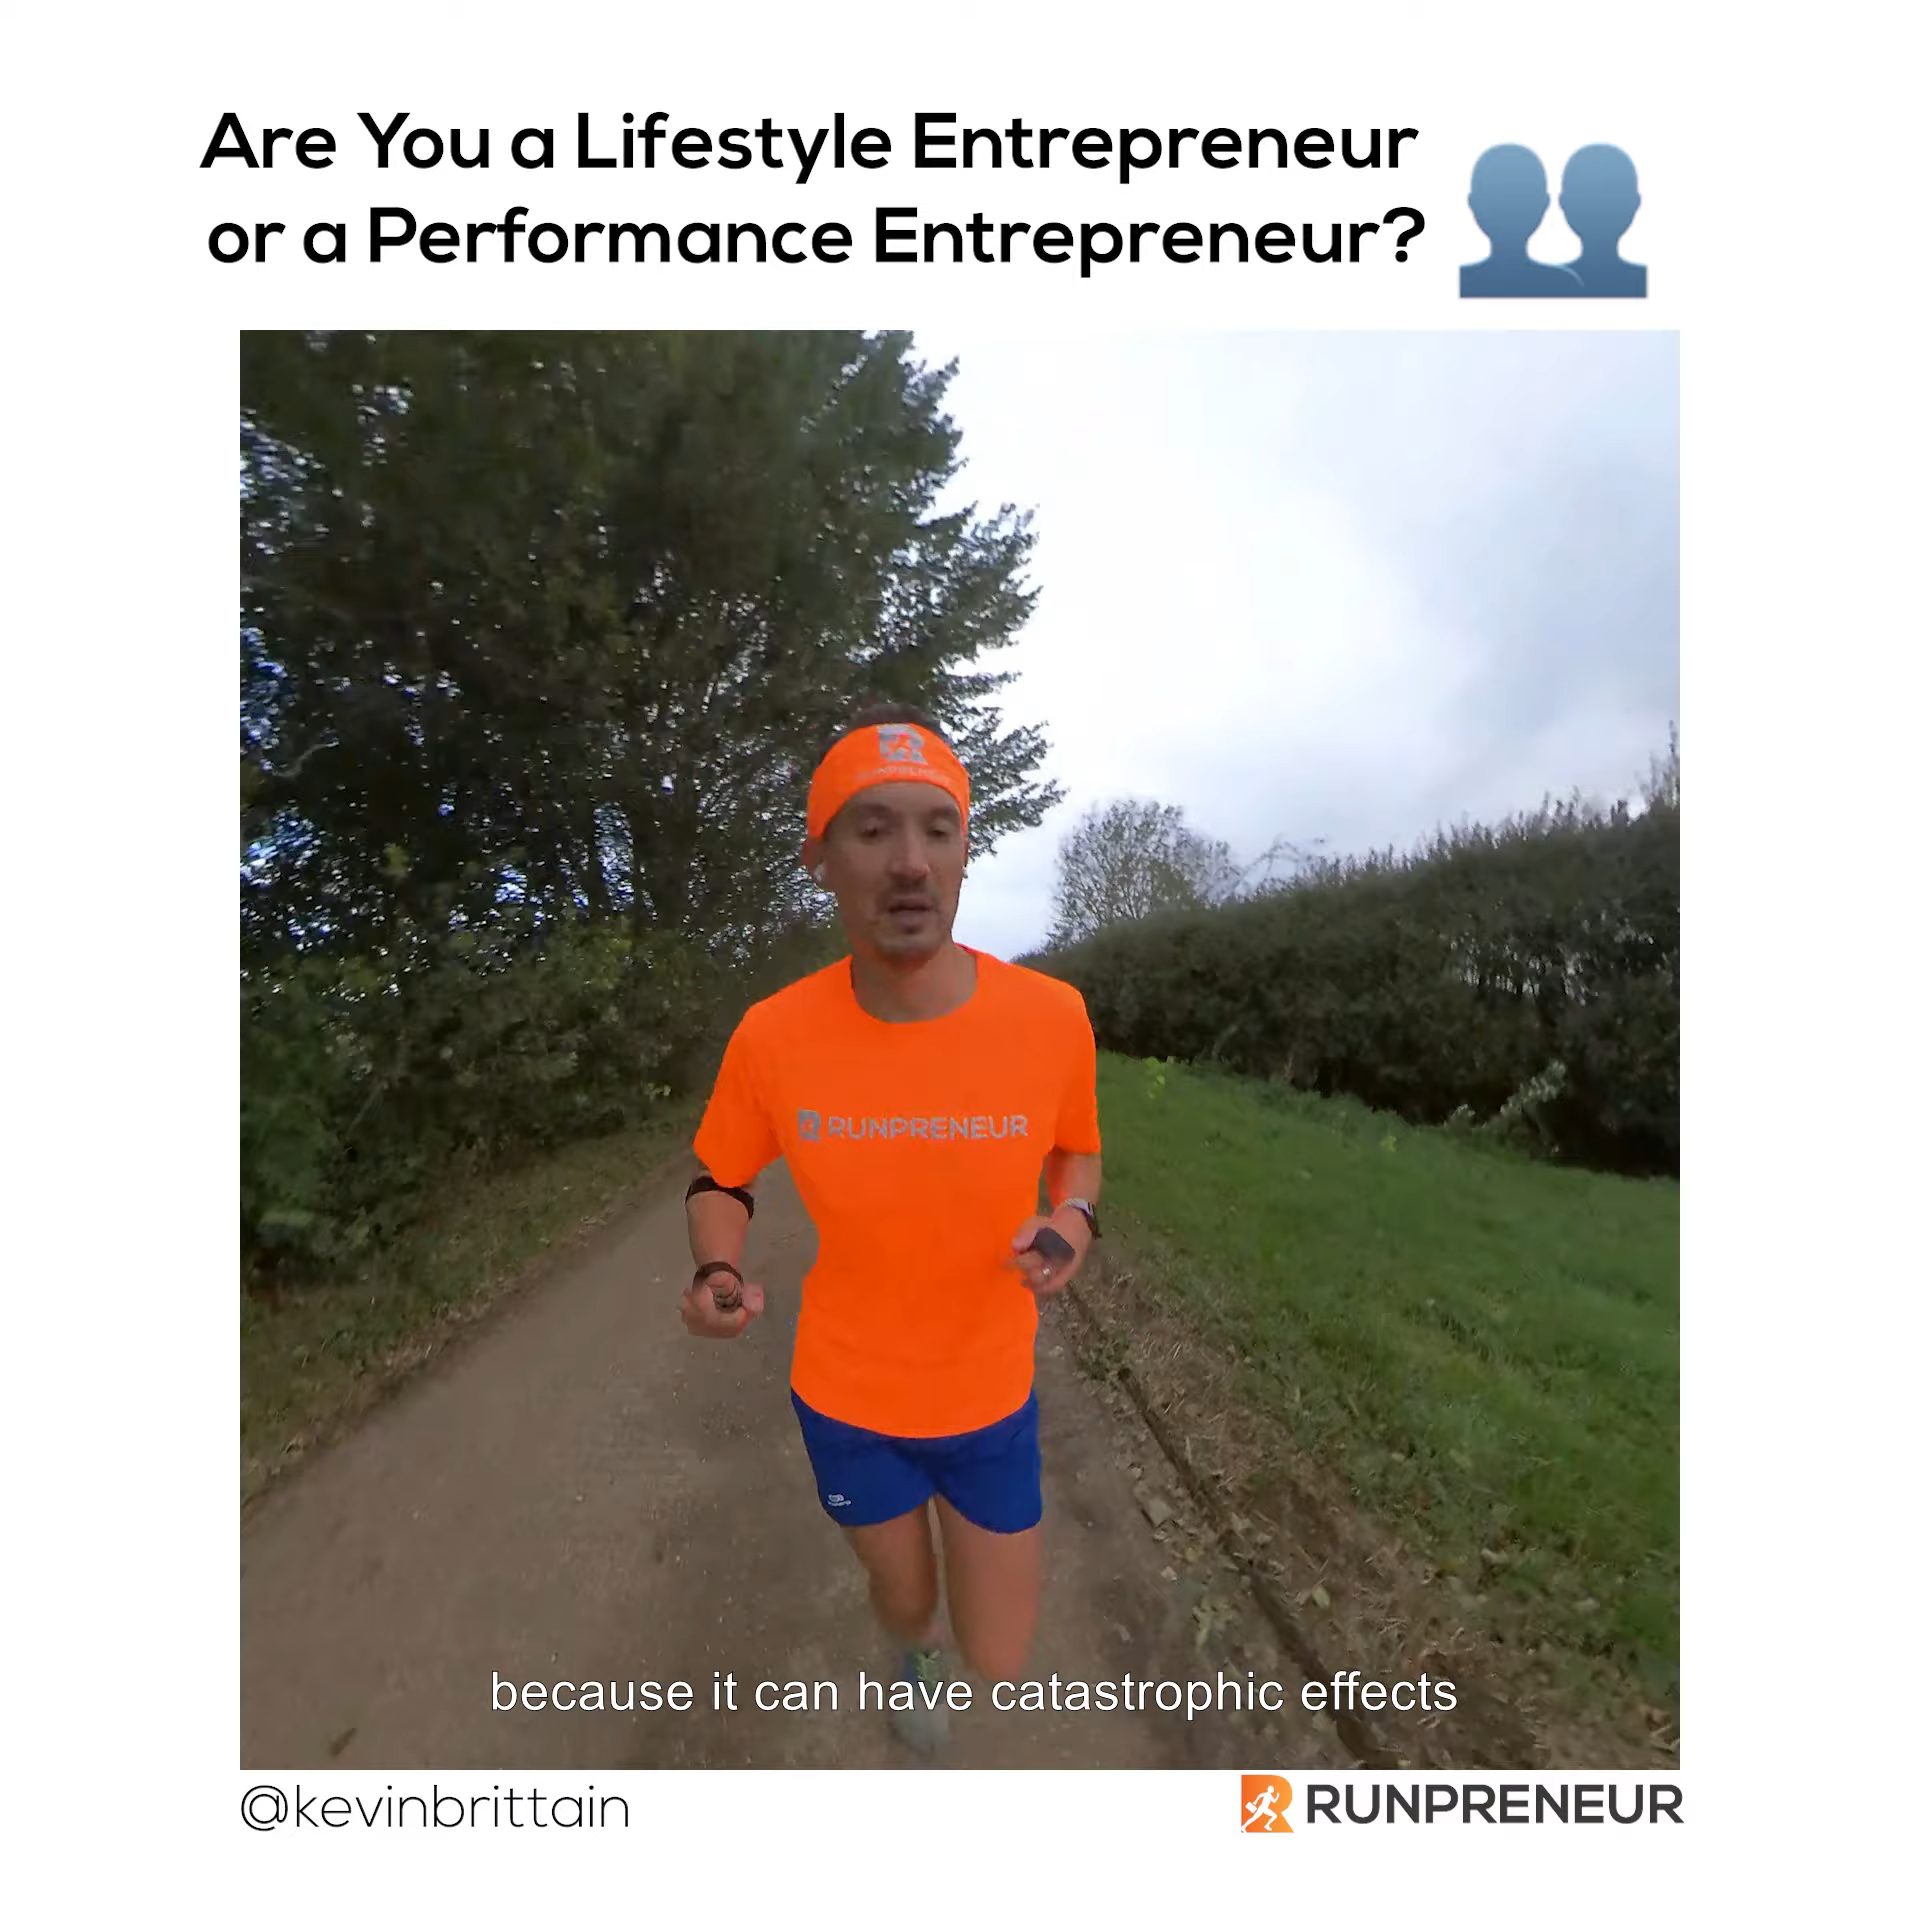 Are You a Lifestyle Entrepreneur
or a Performance Entrepreneur?
RUNPRENEUR
because it can have catastrophic effects
@kevinbrittain
RUNPRENEUR